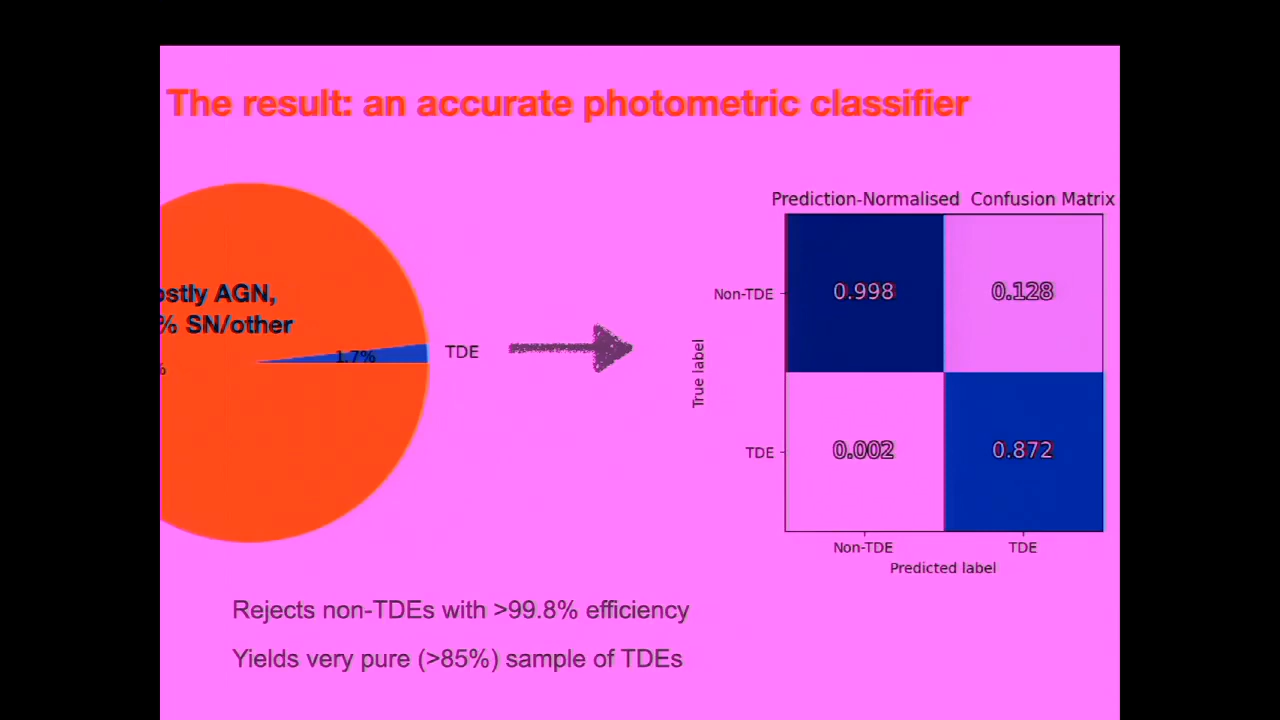 The result: an accurate photometric classifier
Prediction-Normalised Confusion Matrix
ostly AGN,
% SN/other
1.7%
%
TDE
True label
Non-TDE
TDE
0.998
0.128
0.002
0.872
Non-TDE
TDE
Predicted label
Rejects non-TDEs with >99.8% efficiency
Yields very pure (>85%) sample of TDEs